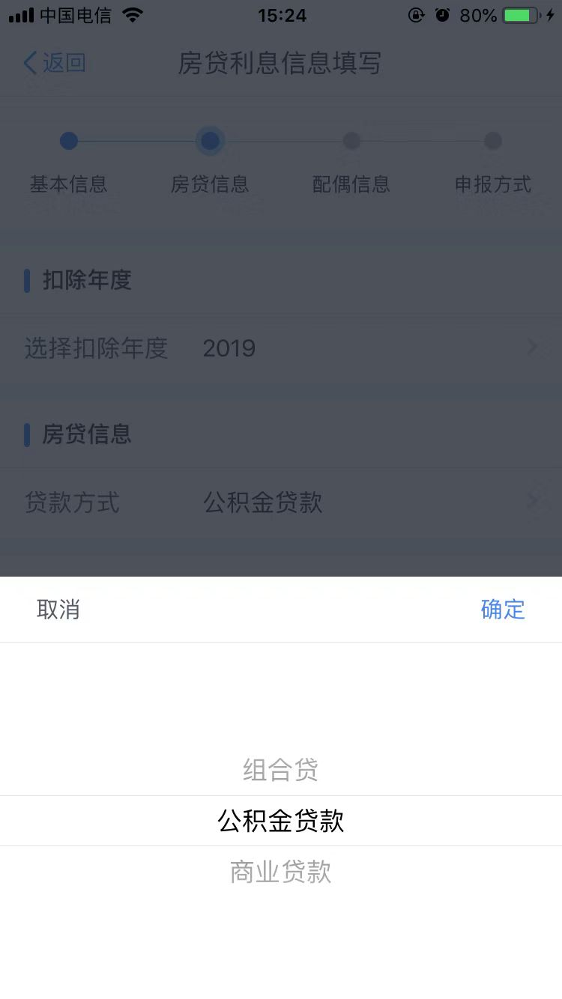 中国电信 15:24 80%
返回 房贷利息信息填写
基本信息 房贷信息 配偶信息 申报方式
扣除年度
选择扣除年度 2019
房贷信息
贷款方式 公积金贷款
取消 确定
组合贷
公积金贷款
商业贷款